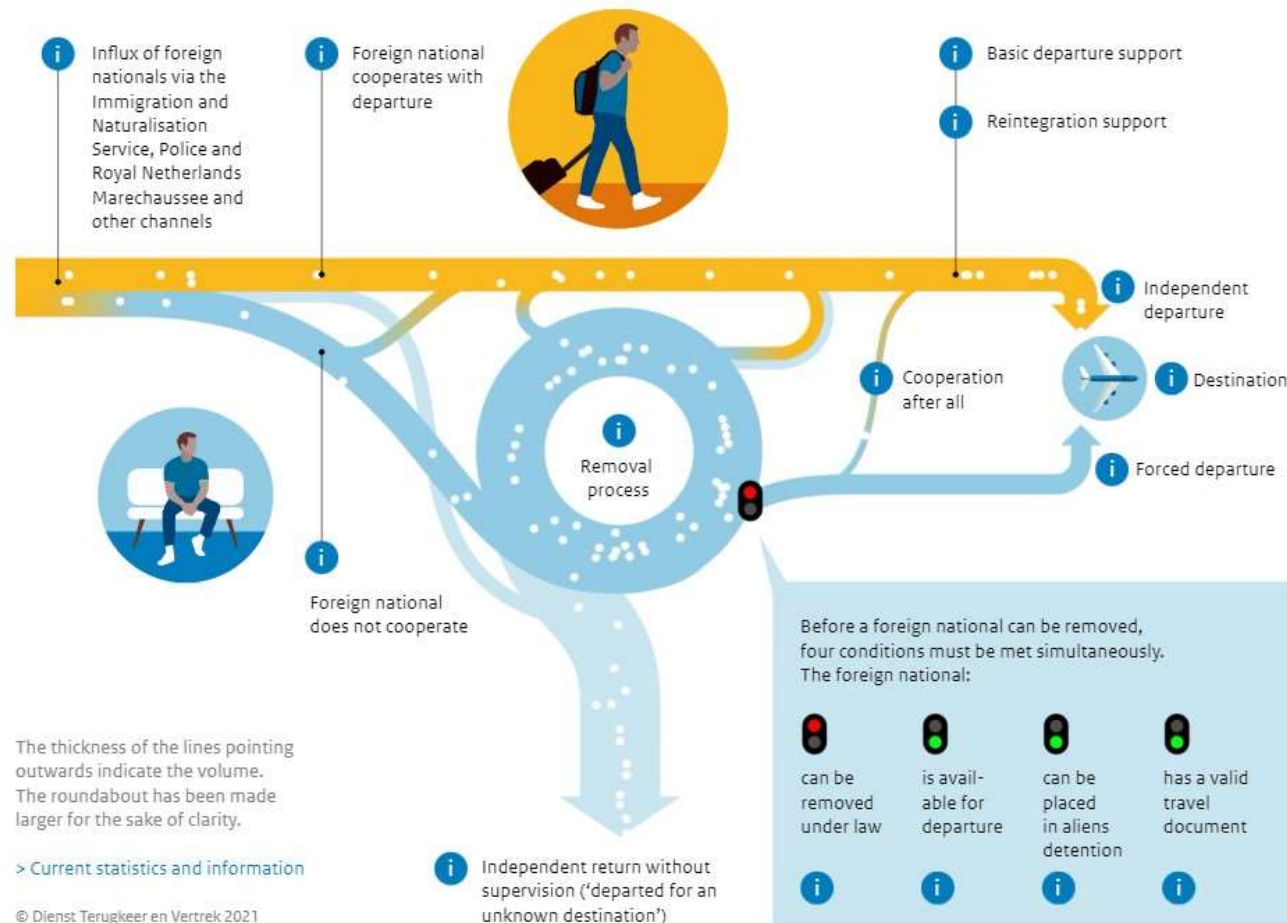 Influx of foreign
nationals via the
Immigration and
Naturalisation
Service, Police and
Royal Netherlands
Marechaussee and
other channels
Foreign national
cooperates with
departure
Basic departure support
Reintegration support
Independent
departure
Destination
Cooperation
after all
Forced departure
Removal
process
Foreign national
does not cooperate
Before a foreign national can be removed,
four conditions must be met simultaneously.
The foreign national:
can be
removed
under law
is avail-
able for
departure
can be
placed
in aliens
detention
has a valid
travel
document
The thickness of the lines pointing
outwards indicate the volume.
The roundabout has been made
larger for the sake of clarity.
> Current statistics and information
© Dienst Terugkeer en Vertrek 2021
Independent return without
supervision (‘departed for an
unknown destination’)